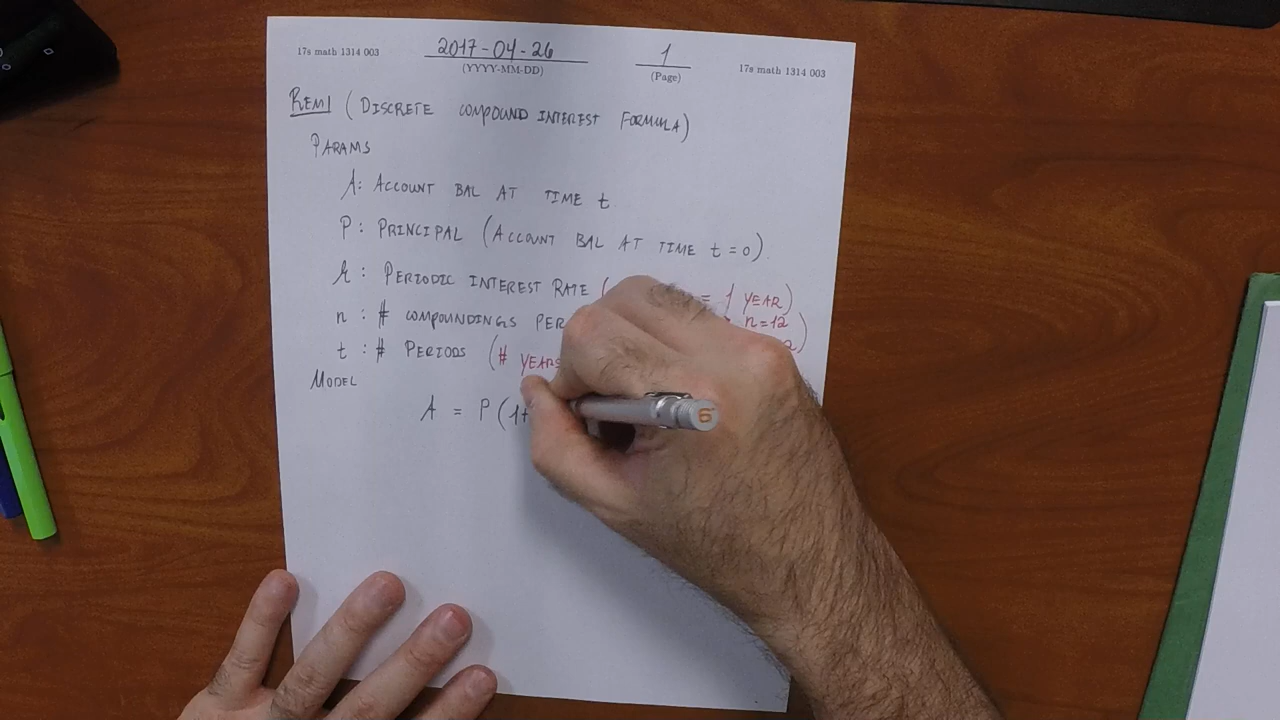 17s math 1314 003 2017-04-26 1 17s math 1314 003
(YYYY-MM-DD) (Page)
REM1 (DISCRETE COMPOUND INTEREST FORMULA)
PARAMS
A: ACCOUNT BAL AT TIME t.
P: PRINCIPAL (ACCOUNT BAL AT TIME t=0).
r: PERIODIC INTEREST RATE ( = 1 YEAR)
n: # COMPOUNDINGS PER n=12
t: # PERIODS (# YEARS )
MODEL
A = P(1+